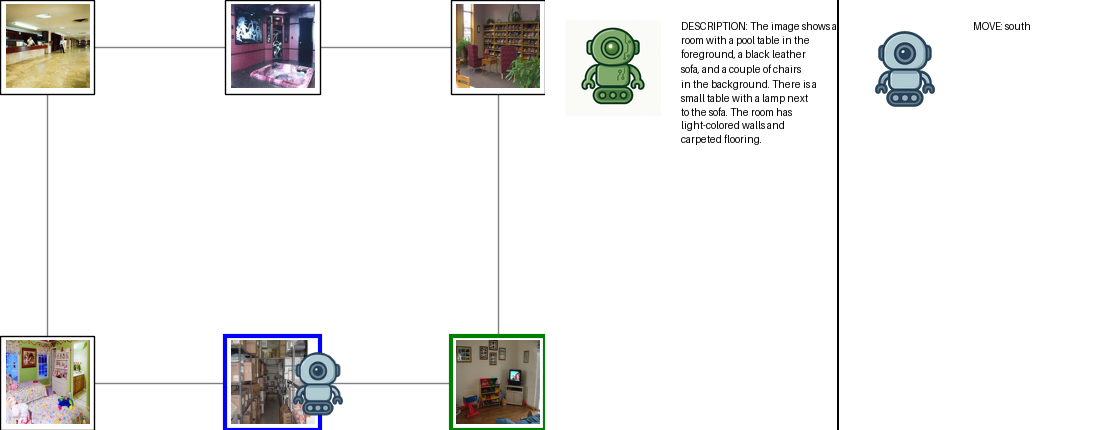 DESCRIPTION: The image shows a
room with a pool table in the
foreground, a black leather
sofa, and a couple of chairs
in the background. There is a
small table with a lamp next
to the sofa. The room has
light-colored walls and
carpeted flooring.
MOVE: south